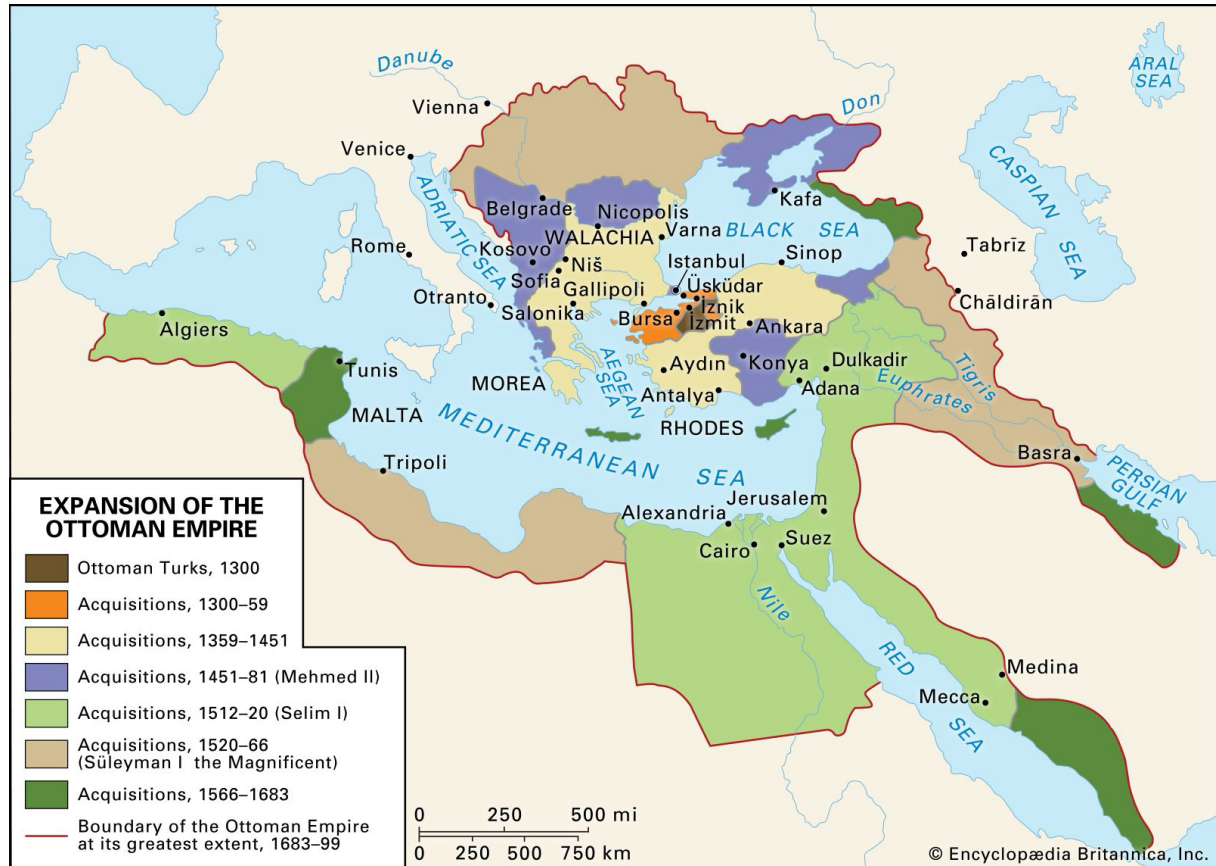 Danube
Vienna
Don
ARAL
SEA
Venice
CASPIAN
SEA
ADRIATIC SEA
Belgrade
Nicopolis
Kafa
WALACHIA
Varna
BLACK SEA
Rome
Kosovo
Niš
Istanbul
Sinop
Tabrīz
Sofia
Üsküdar
Otranto
Gallipoli
İznik
Chāldirān
Salonika
Bursa
İzmit
Ankara
Algiers
Tunis
AEGEAN
SEA
Aydın
Konya
Dulkadir
Tigris
MOREA
Antalya
Adana
Euphrates
MALTA
MEDITERRANEAN SEA
RHODES
Tripoli
Basra
PERSIAN
GULF
Jerusalem
Alexandria
Cairo
Suez
Nile
RED
SEA
Medina
Mecca
EXPANSION OF THE
OTTOMAN EMPIRE
Ottoman Turks, 1300
Acquisitions, 1300–59
Acquisitions, 1359–1451
Acquisitions, 1451–81 (Mehmed II)
Acquisitions, 1512–20 (Selim I)
Acquisitions, 1520–66
(Süleyman I the Magnificent)
Acquisitions, 1566–1683
Boundary of the Ottoman Empire
at its greatest extent, 1683–99
0 250 500 mi
0 250 500 750 km
© Encyclopædia Britannica, Inc.